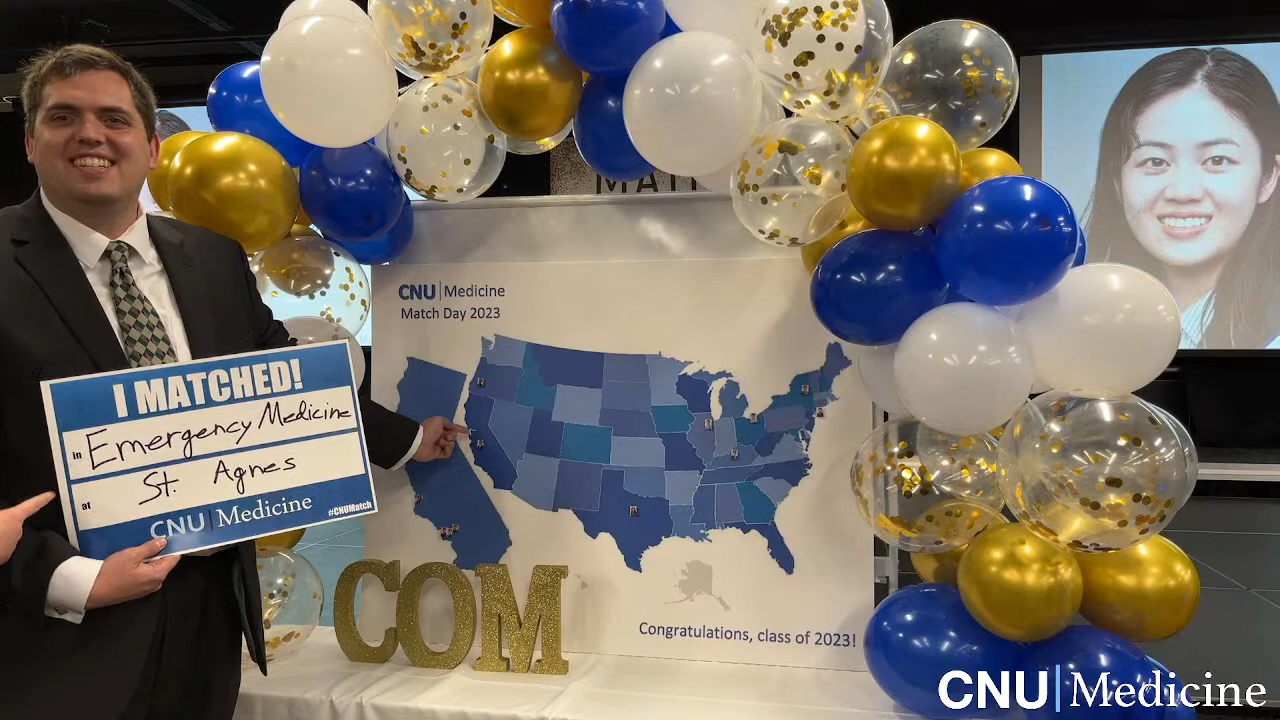 MAT
CNU | Medicine
Match Day 2023
I MATCHED!
in Emergency Medicine
at St. Agnes
CNU | Medicine
#CNUMatch
COM
Congratulations, class of 2023!
CNU | Medicine